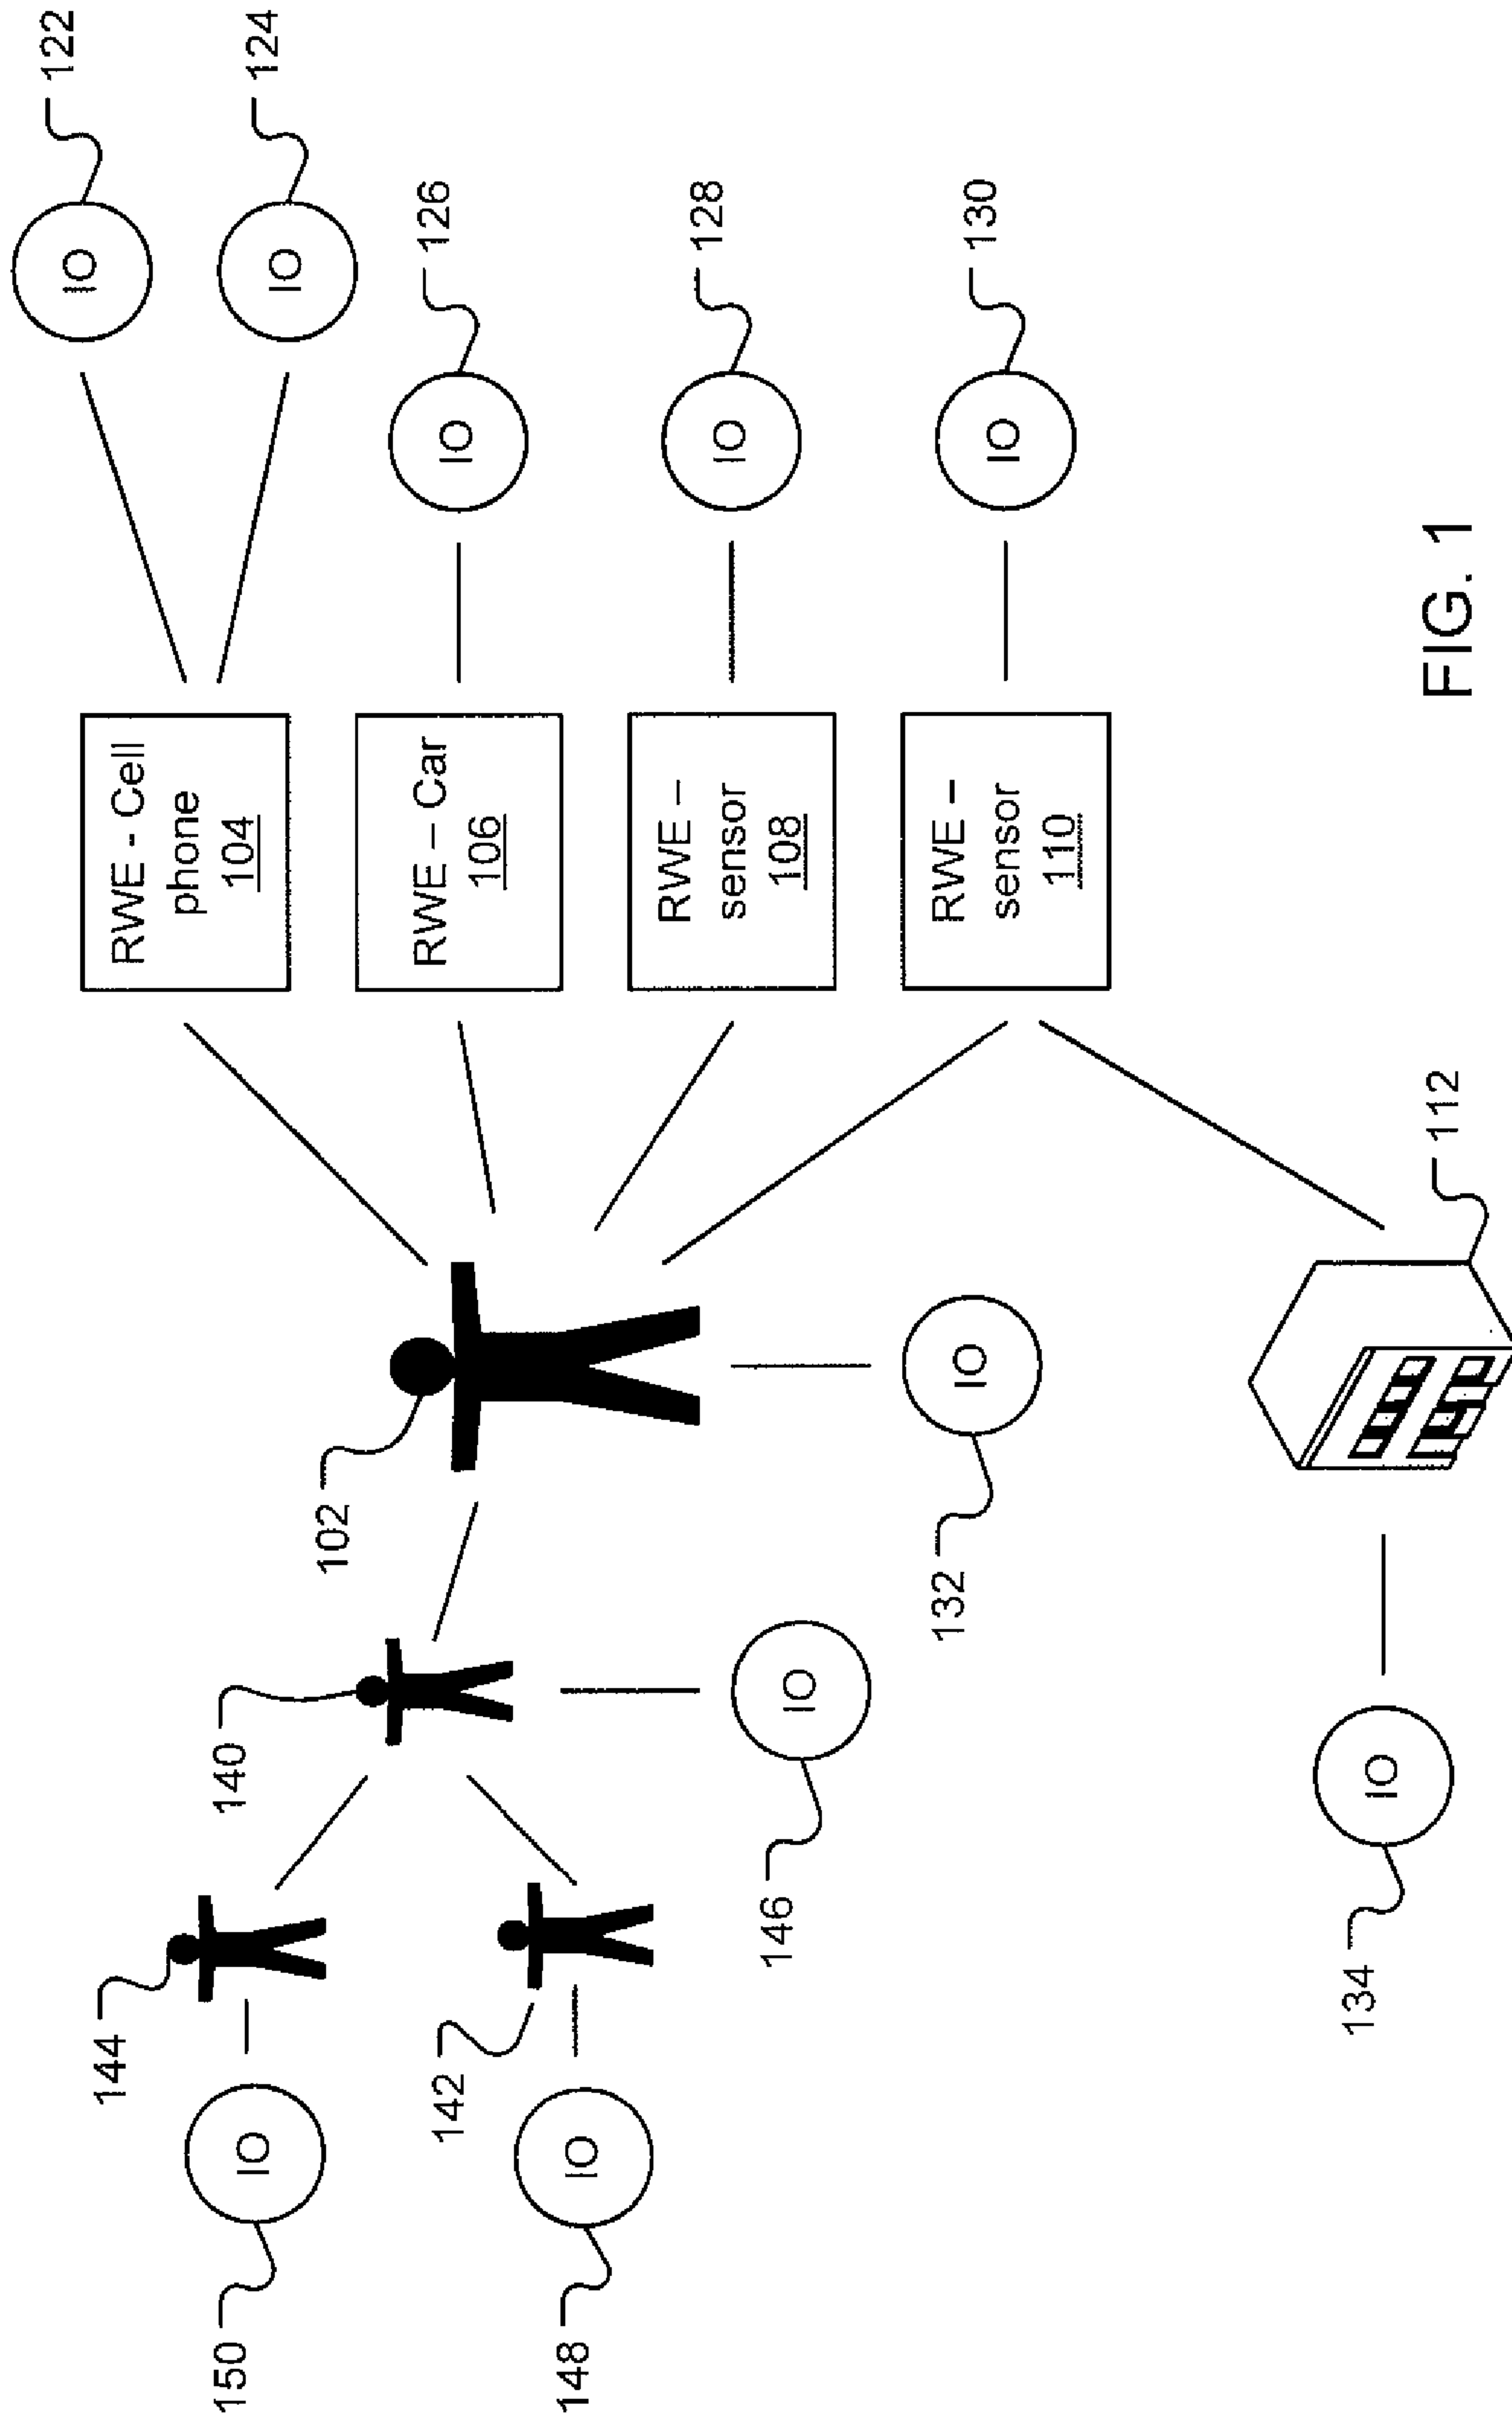 122
IO
144
RWE - Cell
phone
104
150
140
IO
124
IO
102
126
142
RWE – Car
106
IO
148
IO
RWE –
sensor
108
128
IO
146
IO
RWE –
sensor
110
130
IO
132
IO
134
IO
112
FIG. 1